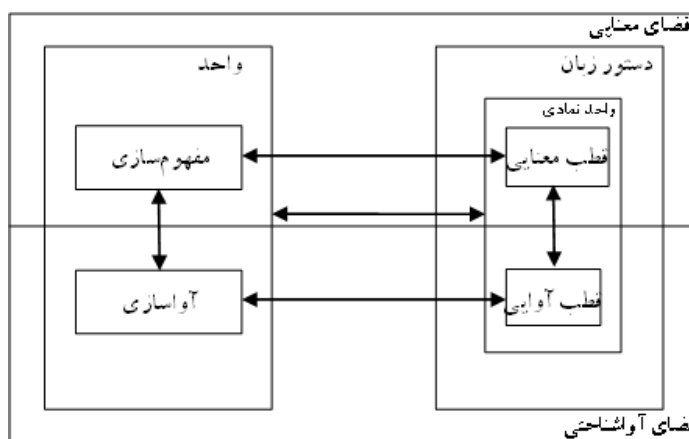 فضای معنایی
دستور زبان
واحد
واحد نمادی
قطب معنایی
مفهوم‌سازی
قطب آوایی
آواسازی
فضای آواشناختی